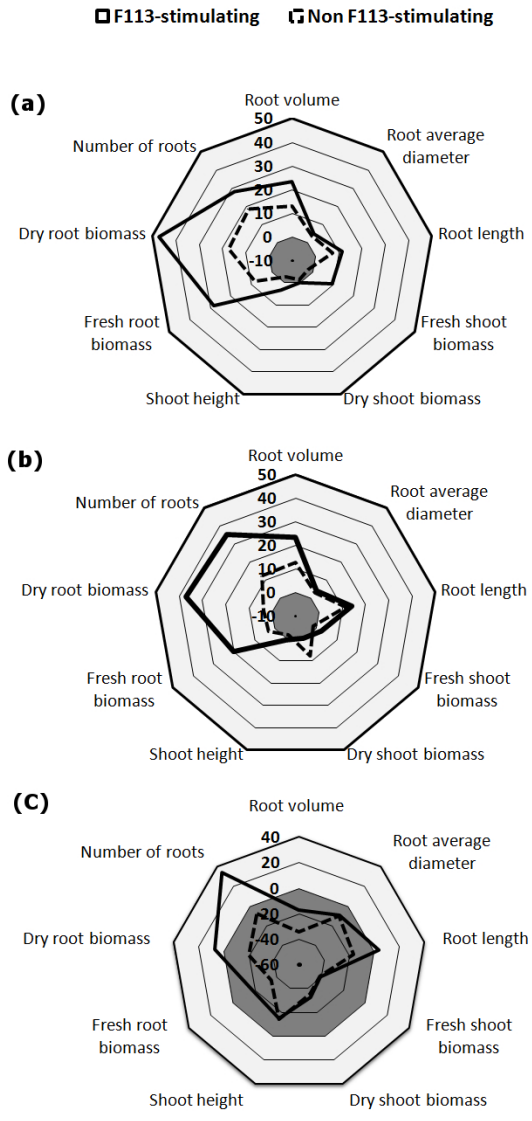 F113-stimulating Non F113-stimulating
(a)
Root volume
Root average
diameter
Root length
Fresh shoot
biomass
Dry shoot biomass
Shoot height
Fresh root
biomass
Dry root biomass
Number of roots
50
40
30
20
10
0
-10
(b)
Root volume
Root average
diameter
Root length
Fresh shoot
biomass
Dry shoot biomass
Shoot height
Fresh root
biomass
Dry root biomass
Number of roots
50
40
30
20
10
0
-10
(C)
Root volume
Root average
diameter
Root length
Fresh shoot
biomass
Dry shoot biomass
Shoot height
Fresh root
biomass
Dry root biomass
Number of roots
40
20
0
-20
-40
-60